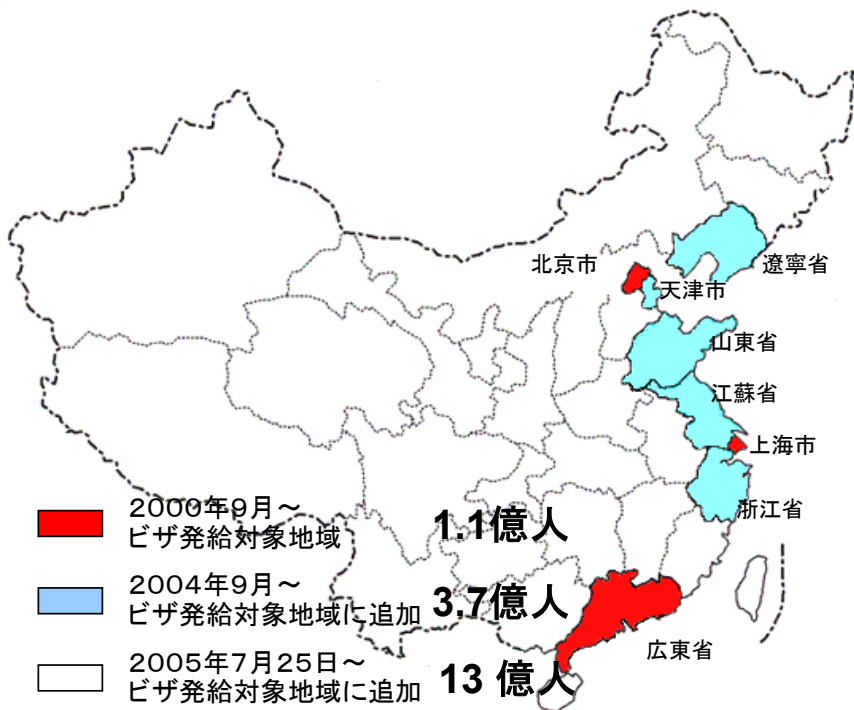 北京市
遼寧省
天津市
山東省
江蘇省
上海市
浙江省
広東省
2000年9月～
ビザ発給対象地域
1.1億人
2004年9月～
ビザ発給対象地域に追加
3.7億人
2005年7月25日～
ビザ発給対象地域に追加
13 億人